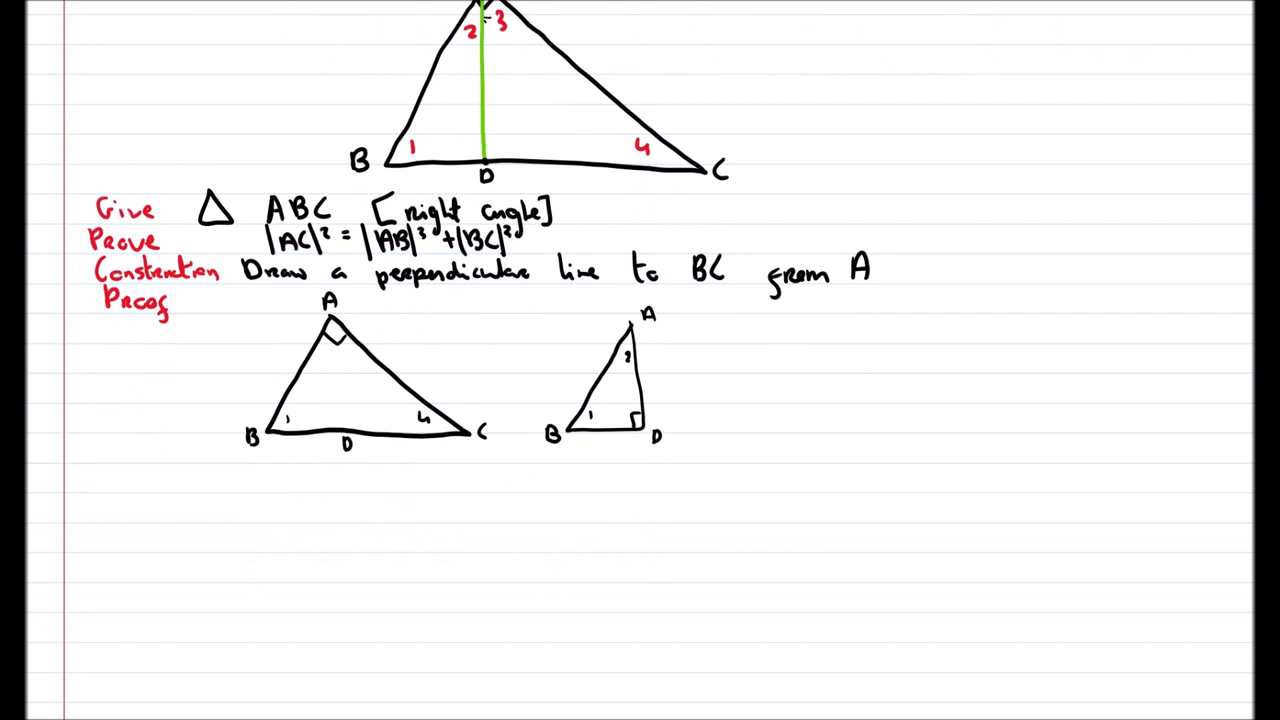 2 3
1 4
B D C
Give △ ABC [right angle]
Prove |AC|² = |AB|² + |BC|²
Construction Draw a perpendicular line to BC from A
Proof
A A
2
1 4 1
B D C B D